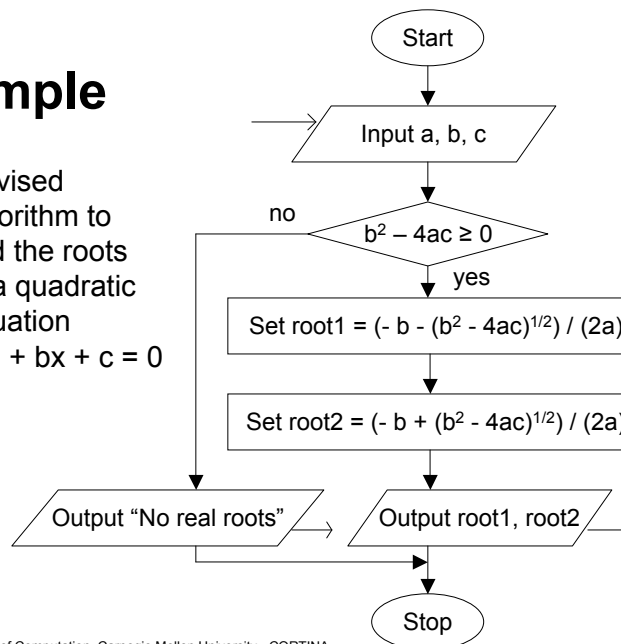 mple
vised
orithm to
d the roots
a quadratic
uation
+ bx + c = 0
Start
Input a, b, c
b² – 4ac ≥ 0
no
yes
Set root1 = (- b - (b² - 4ac)¹/²) / (2a)
Set root2 = (- b + (b² - 4ac)¹/²) / (2a)
Output “No real roots”
Output root1, root2
Stop
of Computation, Carnegie Mellon University - CORTINA